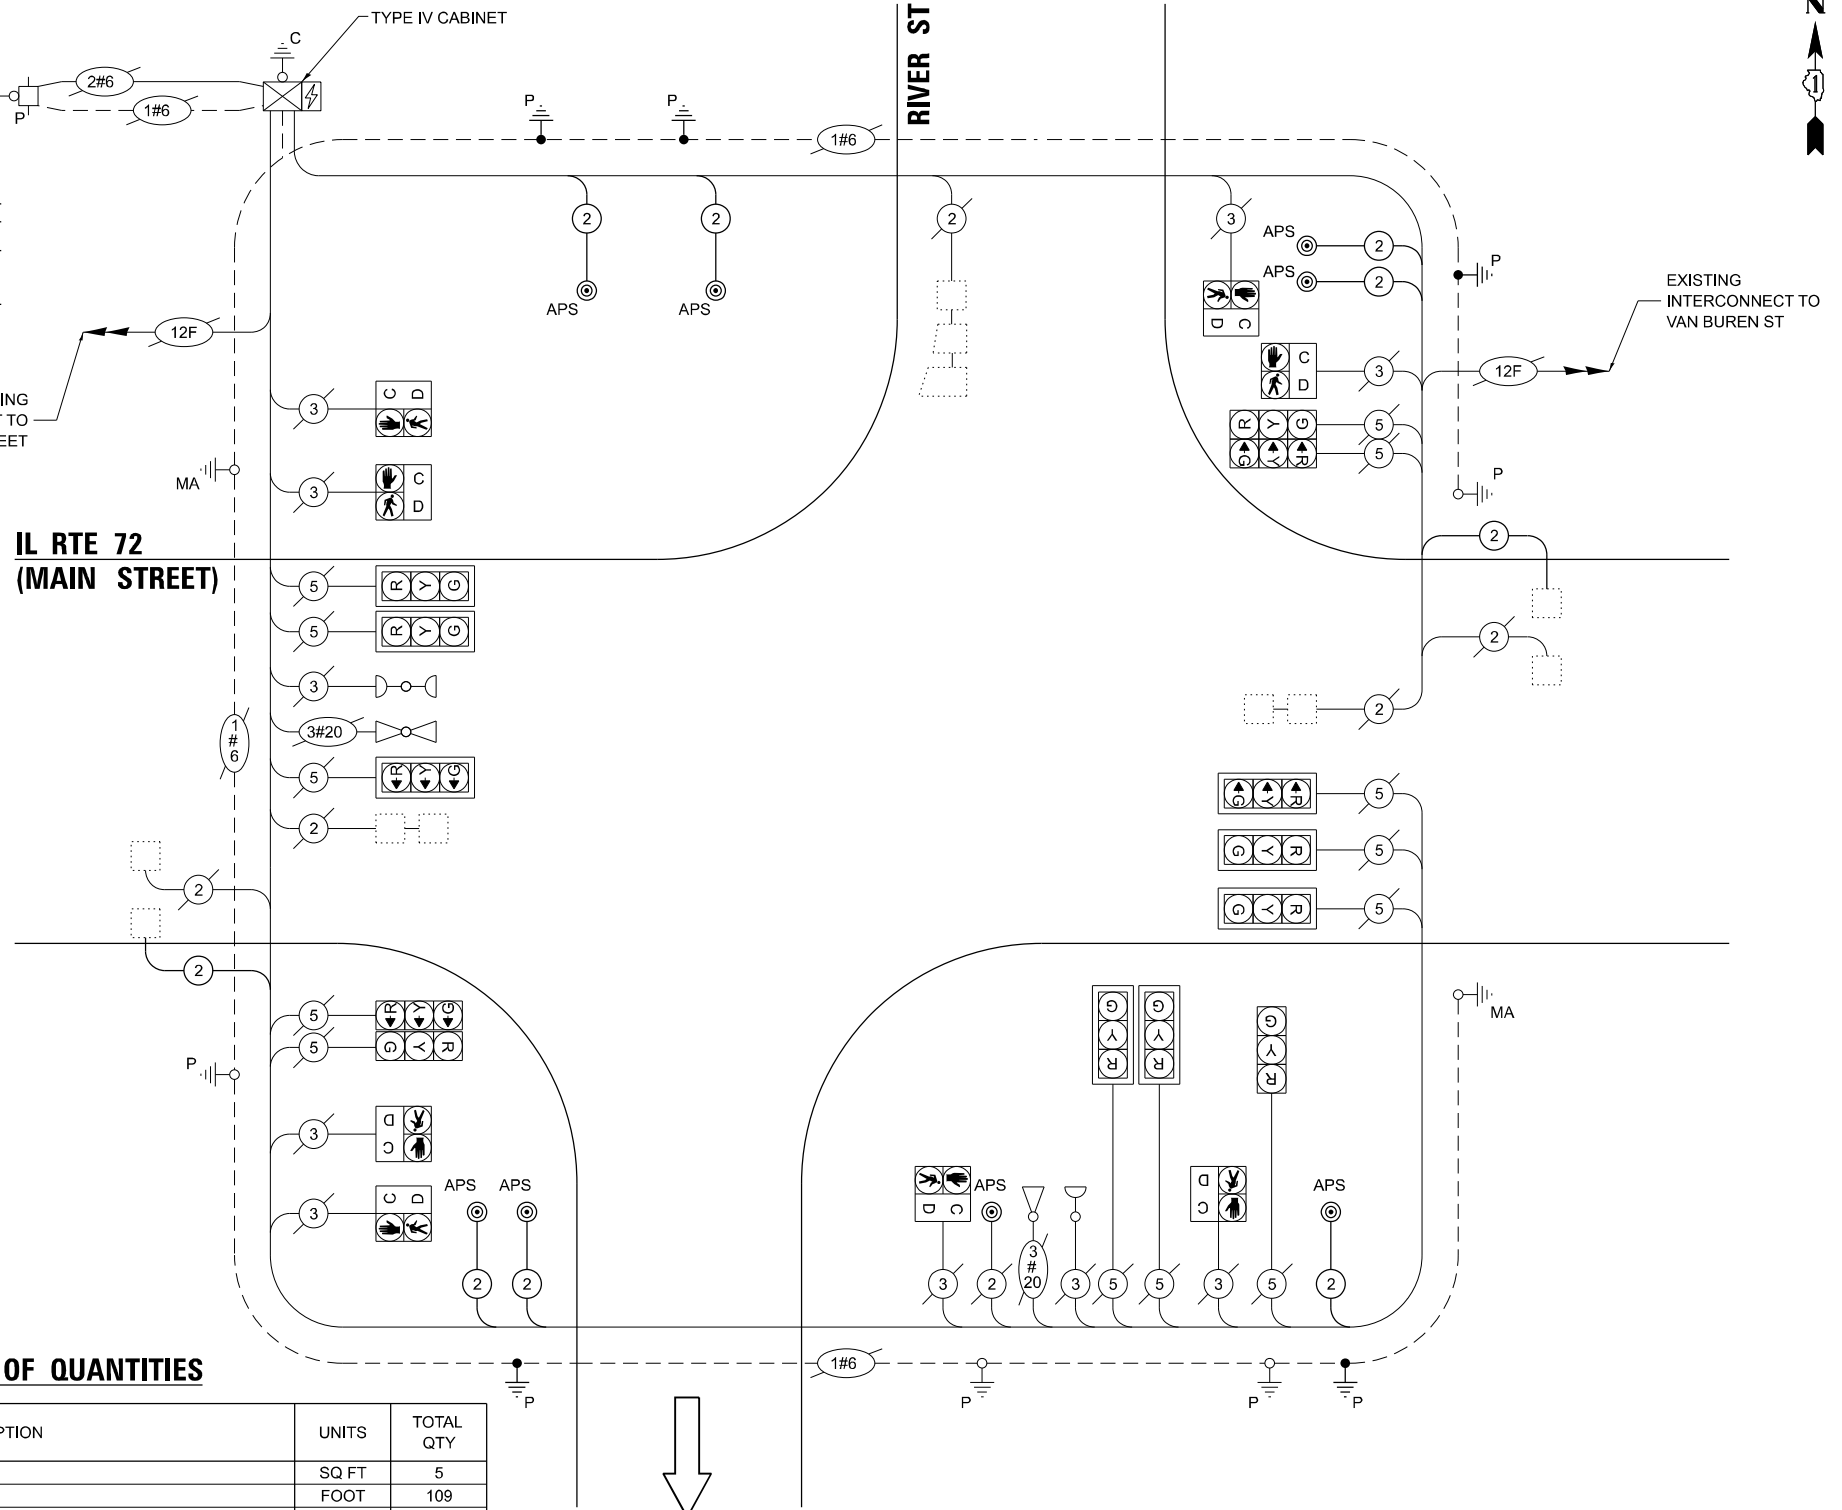 TYPE IV CABINET
N
1
C
RIVER ST
2#6
1#6
P
P
P
1#6
2
2
2
3
APS
2
APS
2
P
APS
APS
D C
EXISTING
INTERCONNECT TO
VAN BUREN ST
12F
12F
ING
T TO
EET
3
C D
3
C
D
R Y G
5
G Y R
5
P
MA
3
C
D
IL RTE 72
(MAIN STREET)
2
5
R Y G
5
R Y G
2
3
2
1
#
6
3#20
5
R Y G
G Y R
5
2
G Y R
5
2
G Y R
5
2
MA
5
R Y G
5
G Y R
P
G
Y
R
G
Y
R
G
Y
R
3
D
C
3
C D
APS
APS
D C
APS
D
C
APS
2
2
3
2
3
#
20
3
5
5
3
5
2
1#6
P
P
P
P
OF QUANTITIES
PTION
UNITS
TOTAL
QTY
SQ FT
5
FOOT
109